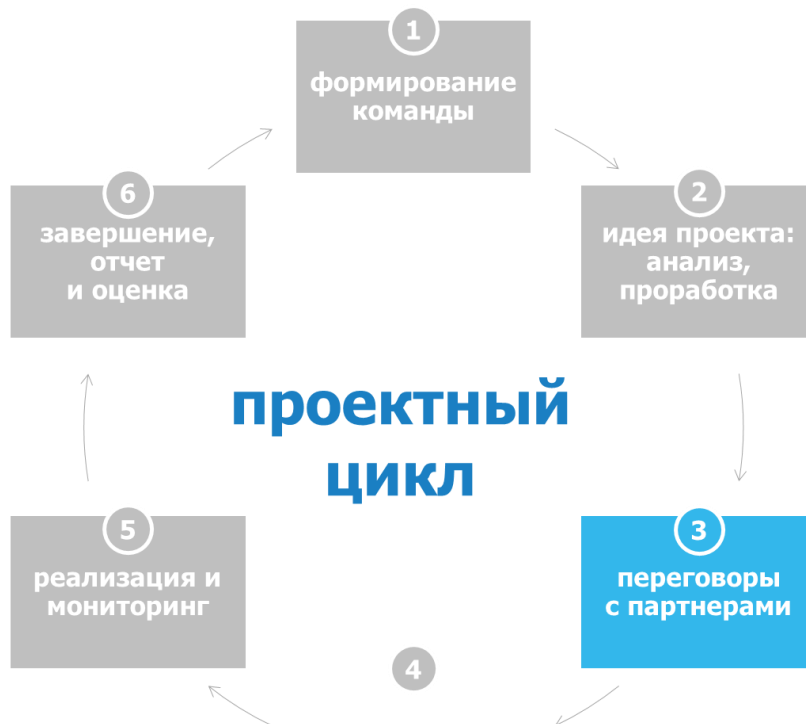 1
формирование
команды
2
идея проекта:
анализ,
проработка
3
переговоры
с партнерами
4
5
реализация и
мониторинг
6
завершение,
отчет
и оценка
проектный
цикл